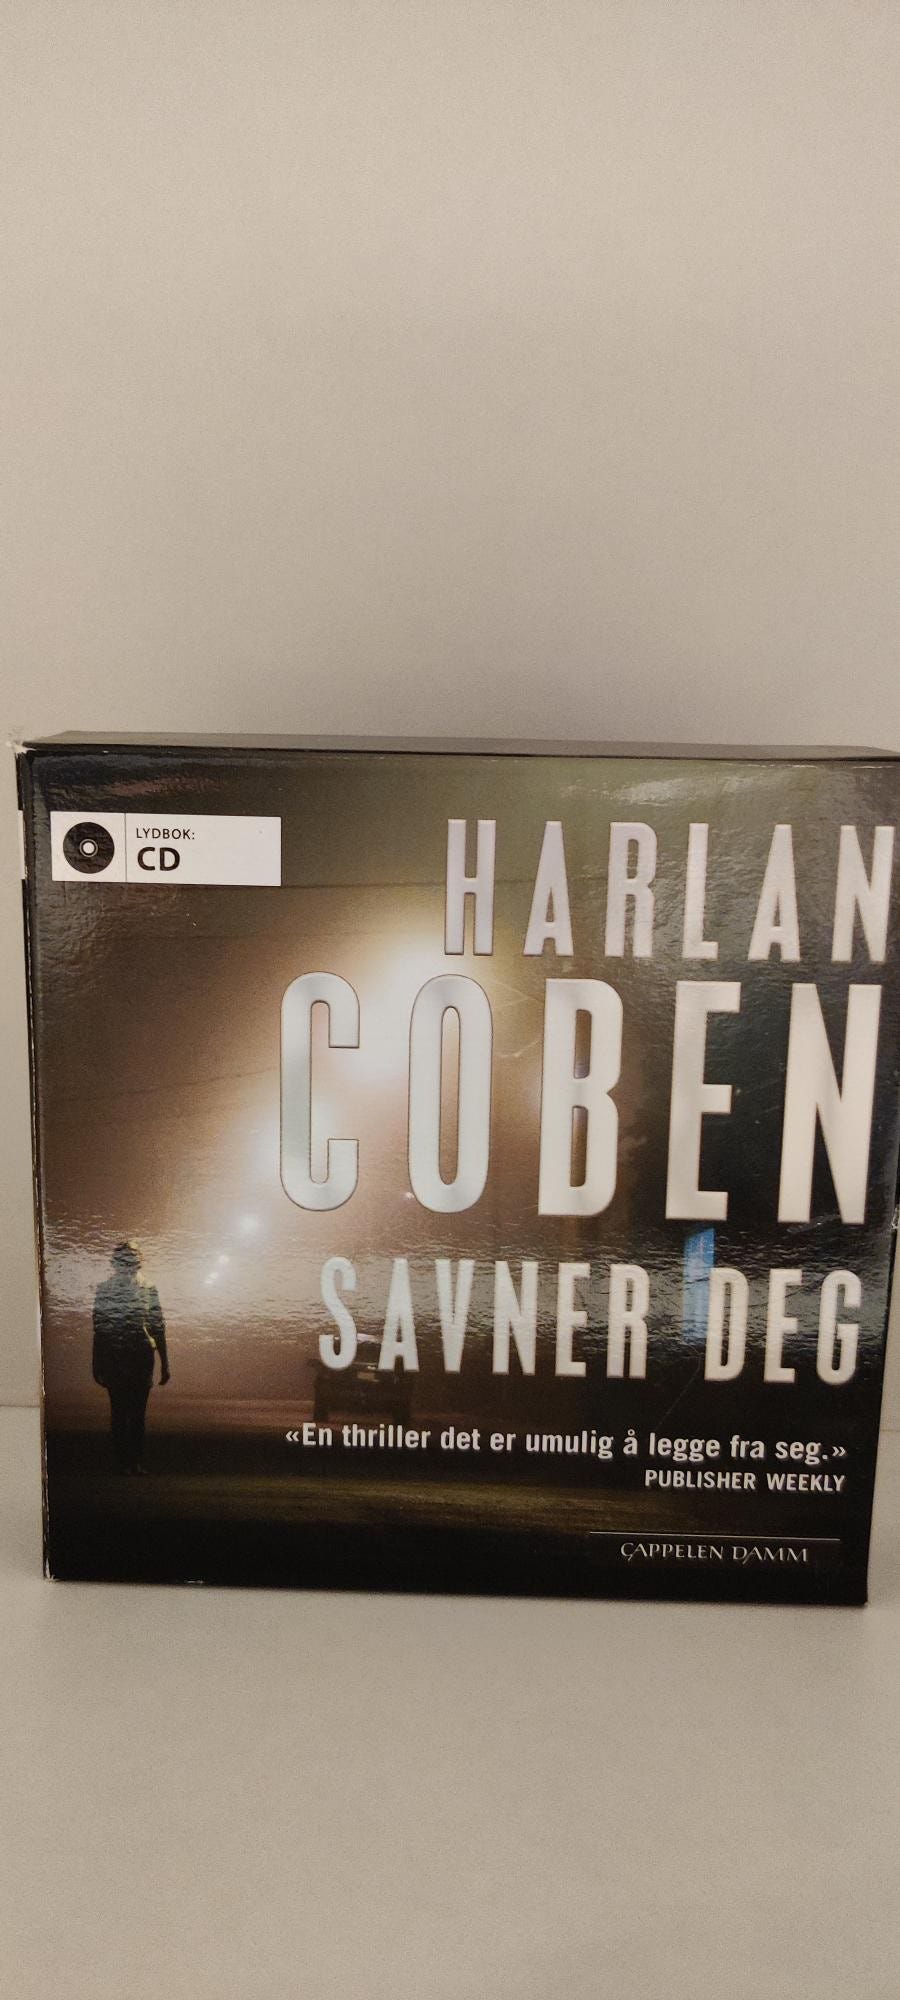 LYDBOK:
CD
HARLAN
COBEN
SAVNER DEG
«En thriller det er umulig å legge fra seg.»
PUBLISHER WEEKLY
CAPPELEN DAMM